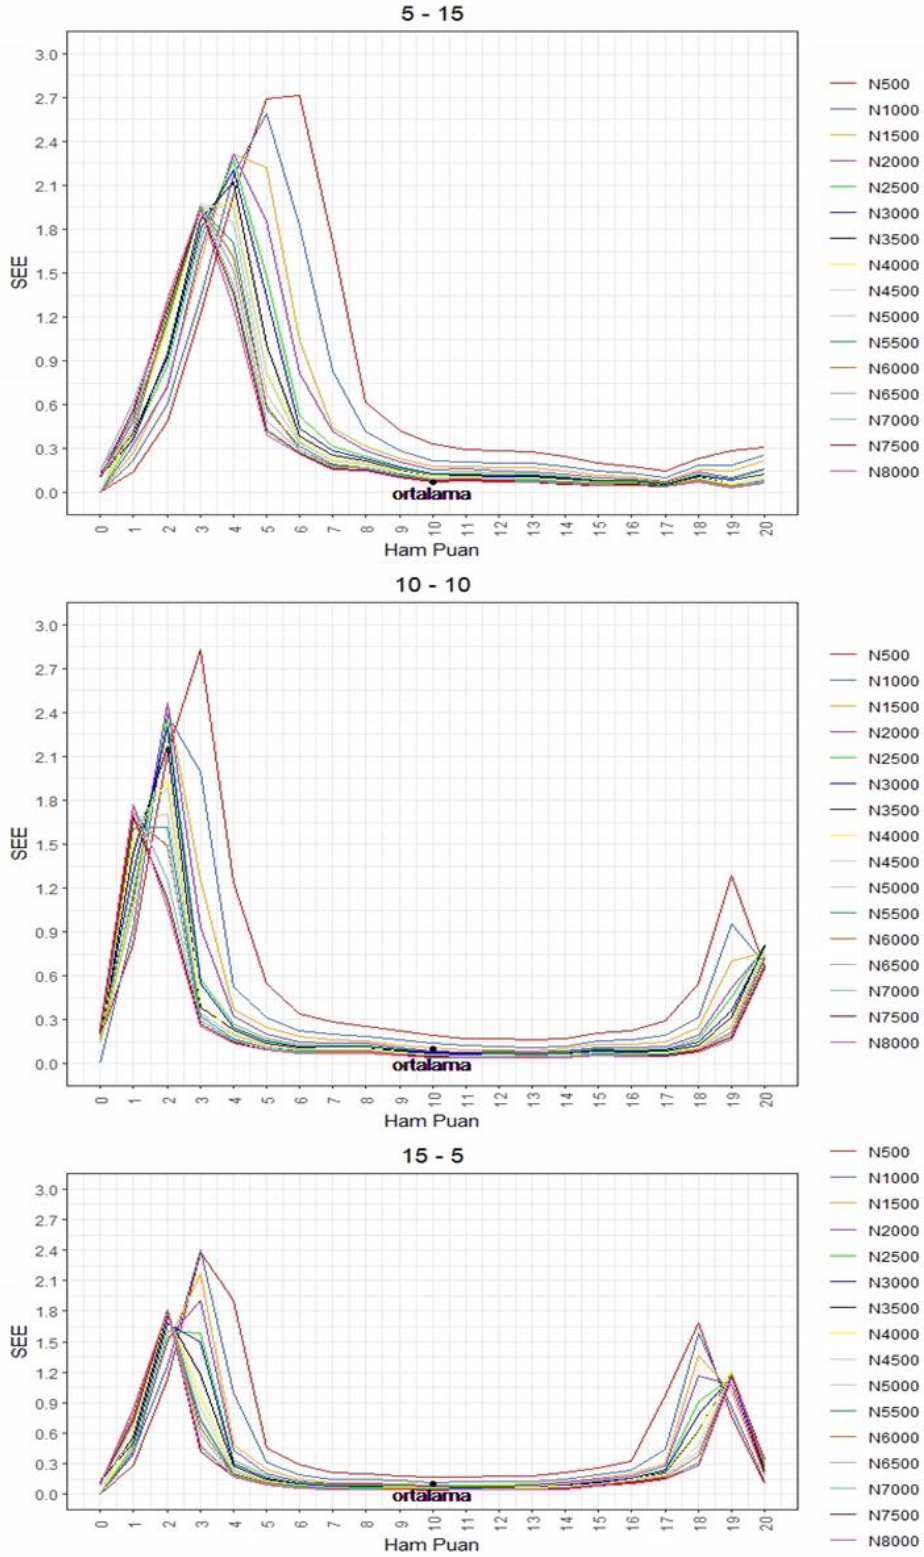 5 - 15
3.0
2.7
2.4
2.1
1.8
1.5
1.2
0.9
0.6
0.3
0.0
SEE
ortalama
0 1 2 3 4 5 6 7 8 9 10 11 12 13 14 15 16 17 18 19 20
Ham Puan
N500
N1000
N1500
N2000
N2500
N3000
N3500
N4000
N4500
N5000
N5500
N6000
N6500
N7000
N7500
N8000
10 - 10
3.0
2.7
2.4
2.1
1.8
1.5
1.2
0.9
0.6
0.3
0.0
SEE
ortalama
0 1 2 3 4 5 6 7 8 9 10 11 12 13 14 15 16 17 18 19 20
Ham Puan
N500
N1000
N1500
N2000
N2500
N3000
N3500
N4000
N4500
N5000
N5500
N6000
N6500
N7000
N7500
N8000
15 - 5
3.0
2.7
2.4
2.1
1.8
1.5
1.2
0.9
0.6
0.3
0.0
SEE
ortalama
0 1 2 3 4 5 6 7 8 9 10 11 12 13 14 15 16 17 18 19 20
Ham Puan
N500
N1000
N1500
N2000
N2500
N3000
N3500
N4000
N4500
N5000
N5500
N6000
N6500
N7000
N7500
N8000